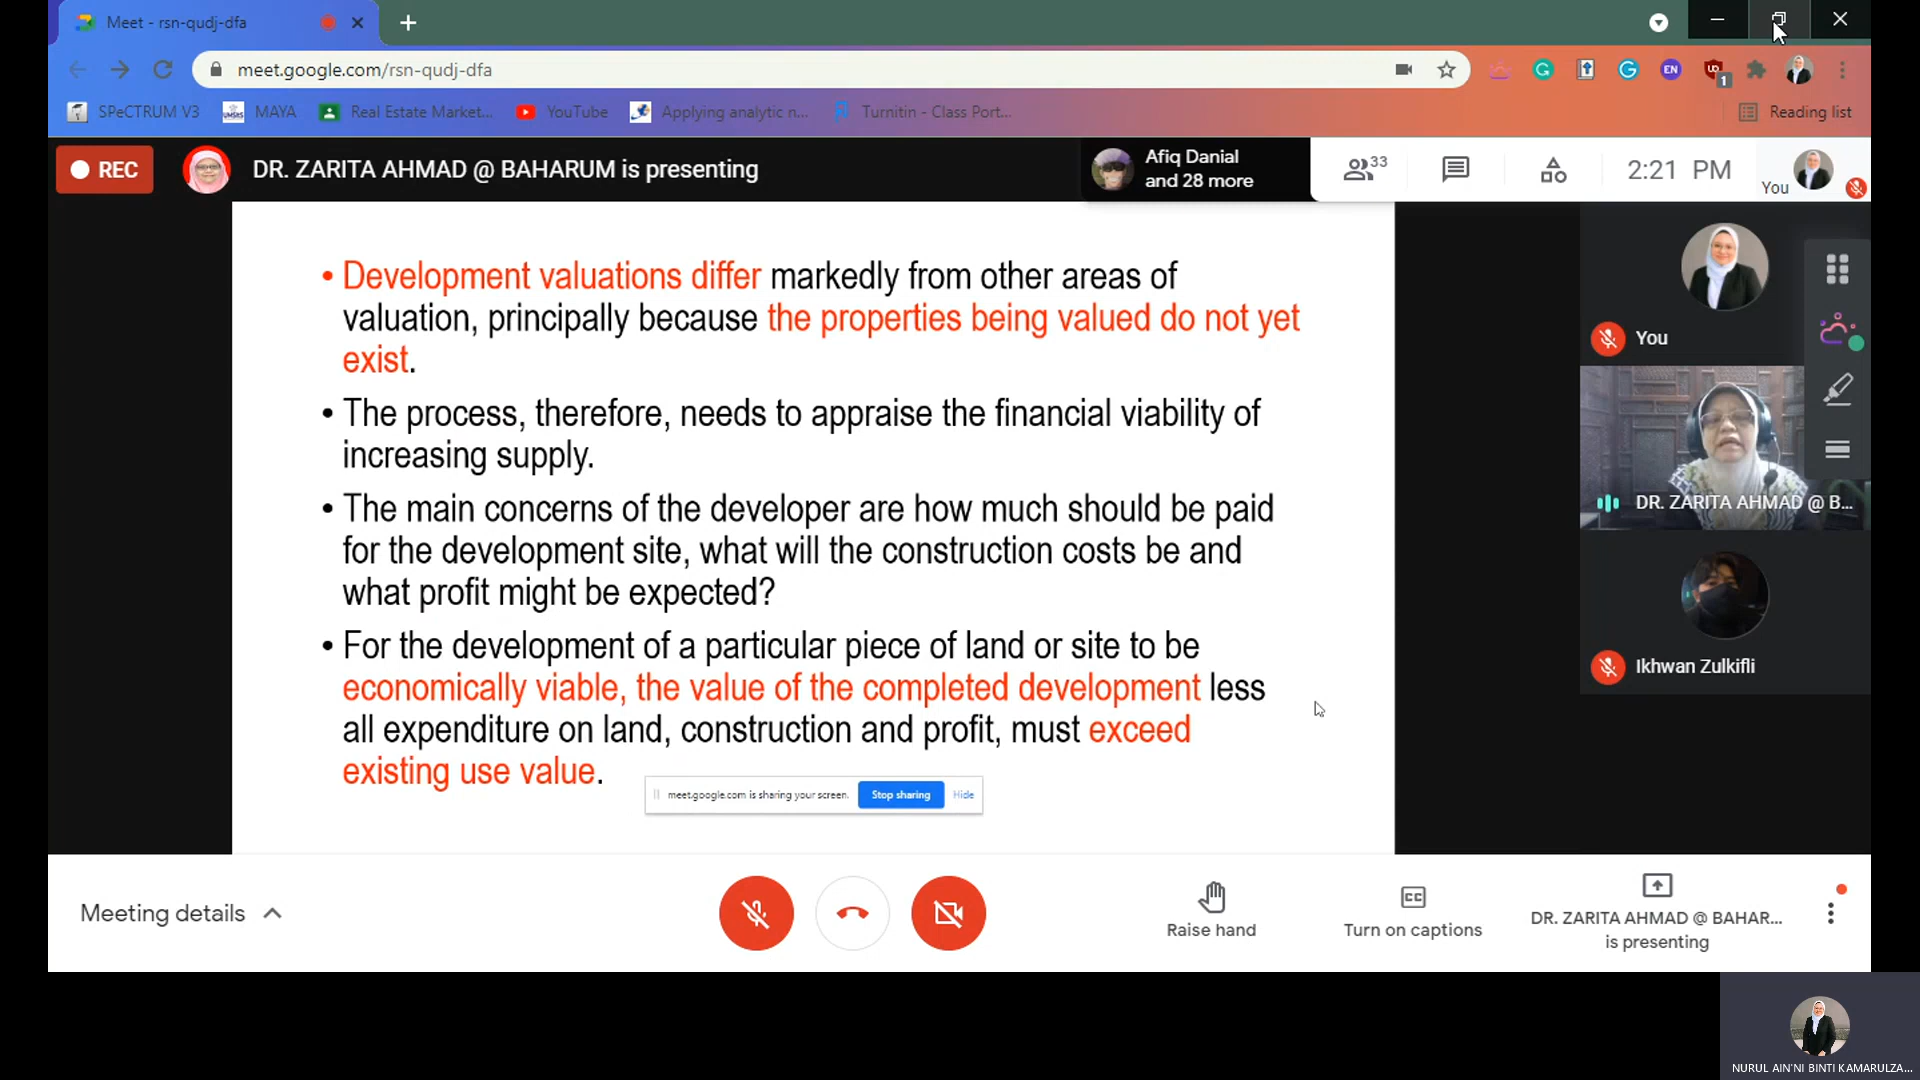 Meet - rsn-qudj-dfa
meet.google.com/rsn-qudj-dfa
EN
1
SPeCTRUM V3
MAYA
Real Estate Market...
YouTube
Applying analytic n...
Turnitin - Class Port...
Reading list
REC
DR. ZARITA AHMAD @ BAHARUM is presenting
Afiq Danial
and 28 more
33
2:21 PM
You
• Development valuations differ markedly from other areas of
valuation, principally because the properties being valued do not yet
exist.
• The process, therefore, needs to appraise the financial viability of
increasing supply.
• The main concerns of the developer are how much should be paid
for the development site, what will the construction costs be and
what profit might be expected?
• For the development of a particular piece of land or site to be
economically viable, the value of the completed development less
all expenditure on land, construction and profit, must exceed
existing use value.
meet.google.com is sharing your screen.
Stop sharing
Hide
You
DR. ZARITA AHMAD @ B...
Ikhwan Zulkifli
Meeting details
Raise hand
CC
Turn on captions
DR. ZARITA AHMAD @ BAHAR...
is presenting
NURUL AIN'NI BINTI KAMARULZA...